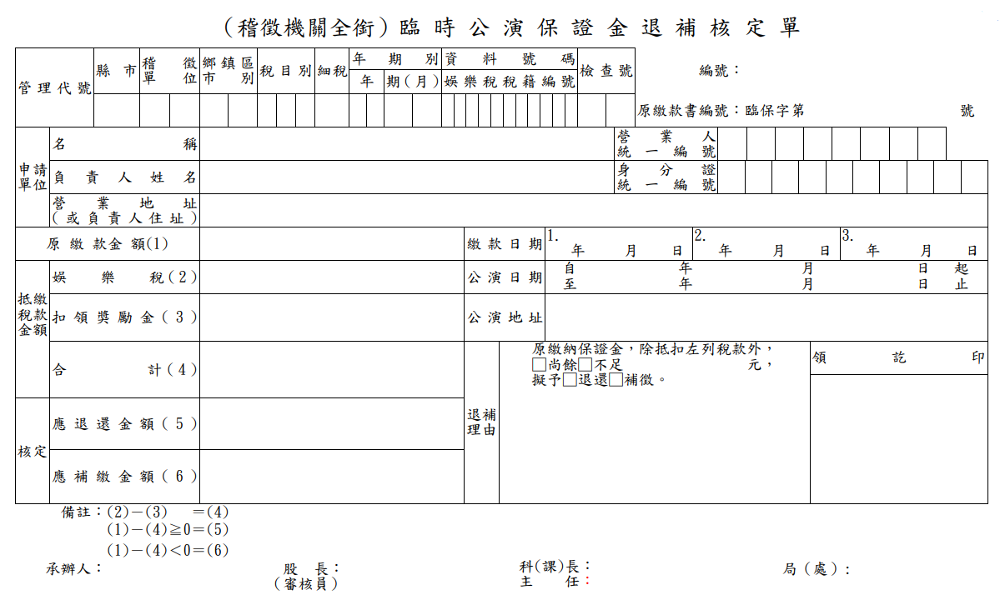 （稽徵機關全銜）臨時公演保證金退補核定單
管理代號
縣市
稽徵
單位
鄉鎮區
市別
稅目別
細稅
年期別
年
期(月)
資料號碼
娛樂稅稅籍編號
檢查號
編號：
原繳款書編號：臨保字第 號
申請
單位
名稱
營業人
統一編號
負責人姓名
身分證
統一編號
營業地址
(或負責人住址)
原繳款金額(1)
繳款日期
1.
年 月 日
2.
年 月 日
3.
年 月 日
抵繳
稅款
金額
娛樂稅(2)
公演日期
自 年 月 日 起
至 年 月 日 止
扣領獎勵金(3)
公演地址
合計(4)
退補
理由
原繳納保證金，除抵扣左列稅款外，
□尚餘□不足 元，
擬予□退還□補徵。
領訖印
核定
應退還金額(5)
應補繳金額(6)
備註：(2)－(3) ＝(4)
(1)－(4)≧0＝(5)
(1)－(4)＜0＝(6)
承辦人：
股長：
(審核員)
科(課)長：
主任：
局(處)：